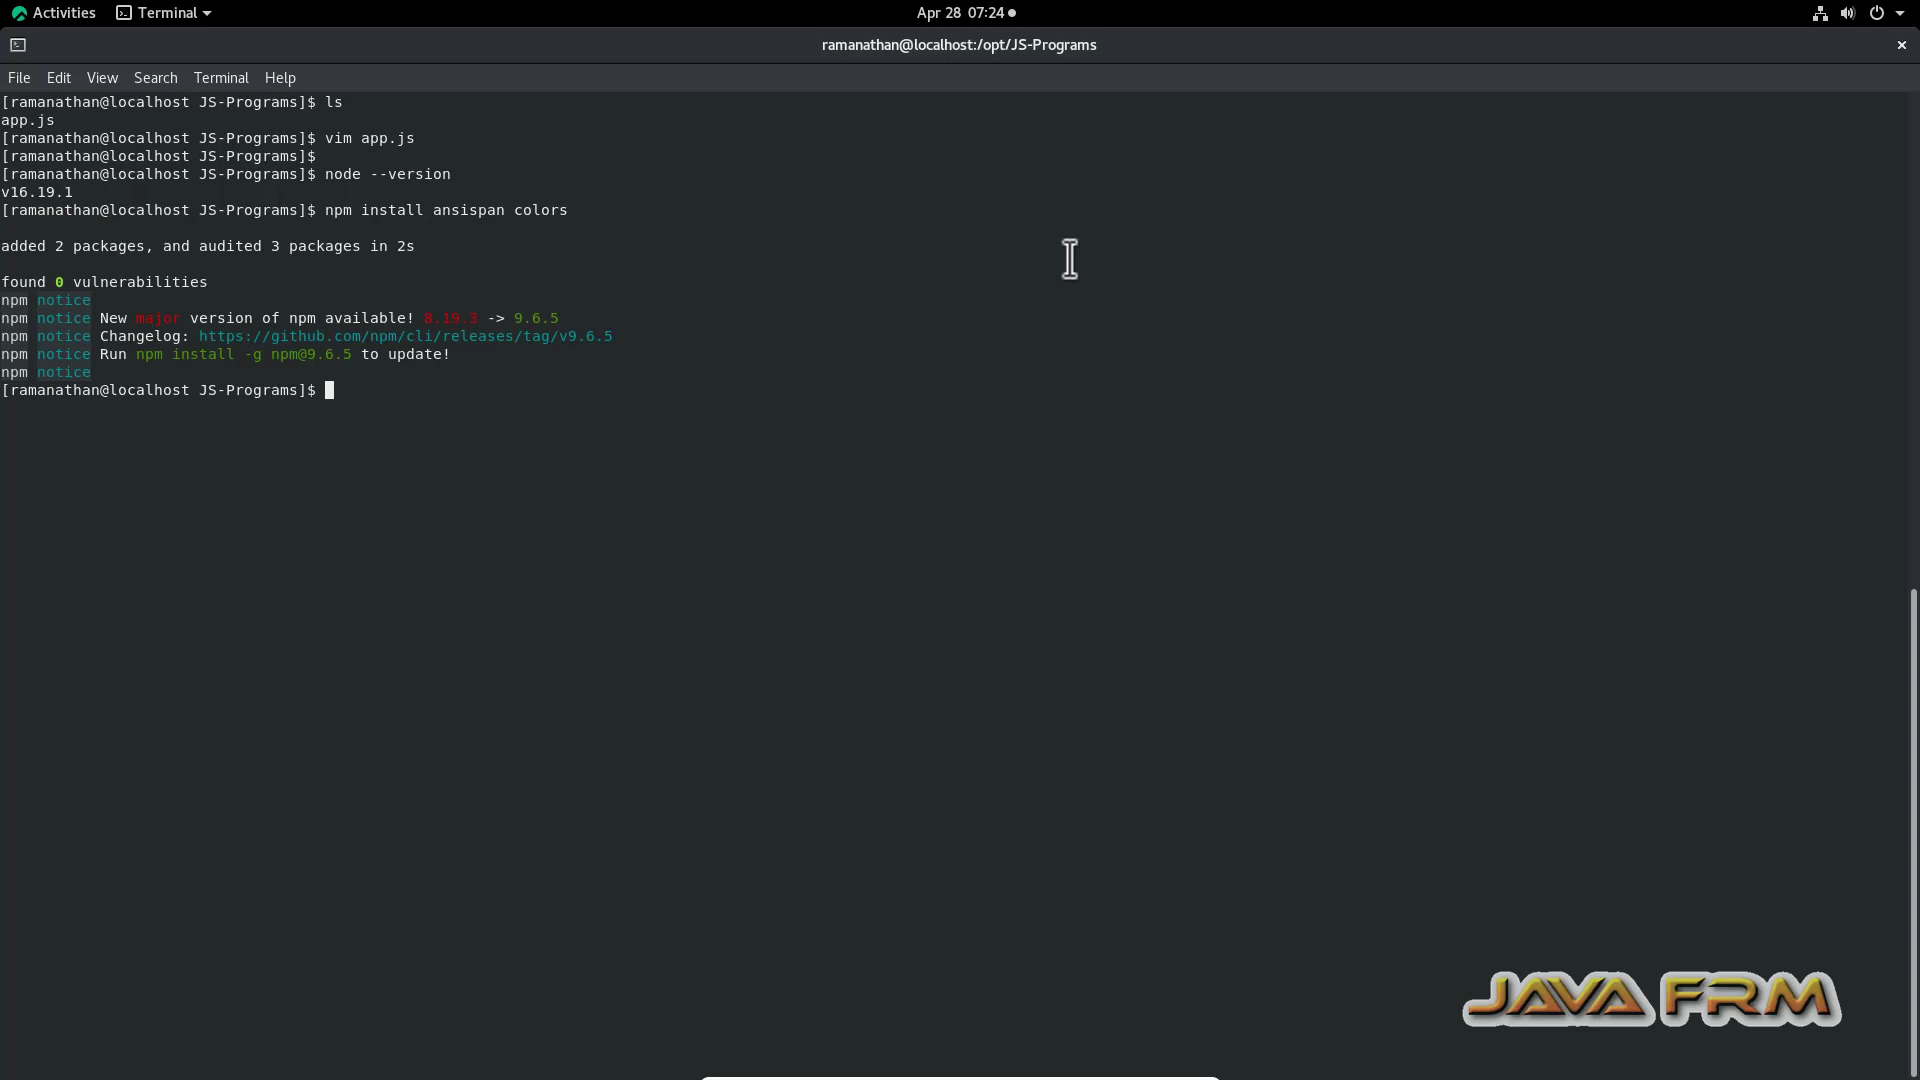 Activities Terminal Apr 28 07:24
ramanathan@localhost:/opt/JS-Programs
File Edit View Search Terminal Help
[ramanathan@localhost JS-Programs]$ ls
app.js
[ramanathan@localhost JS-Programs]$ vim app.js
[ramanathan@localhost JS-Programs]$
[ramanathan@localhost JS-Programs]$ node --version
v16.19.1
[ramanathan@localhost JS-Programs]$ npm install ansispan colors
added 2 packages, and audited 3 packages in 2s
found 0 vulnerabilities
npm notice
npm notice New major version of npm available! 8.19.3 -> 9.6.5
npm notice Changelog: https://github.com/npm/cli/releases/tag/v9.6.5
npm notice Run npm install -g npm@9.6.5 to update!
npm notice
[ramanathan@localhost JS-Programs]$
JAVA FRM